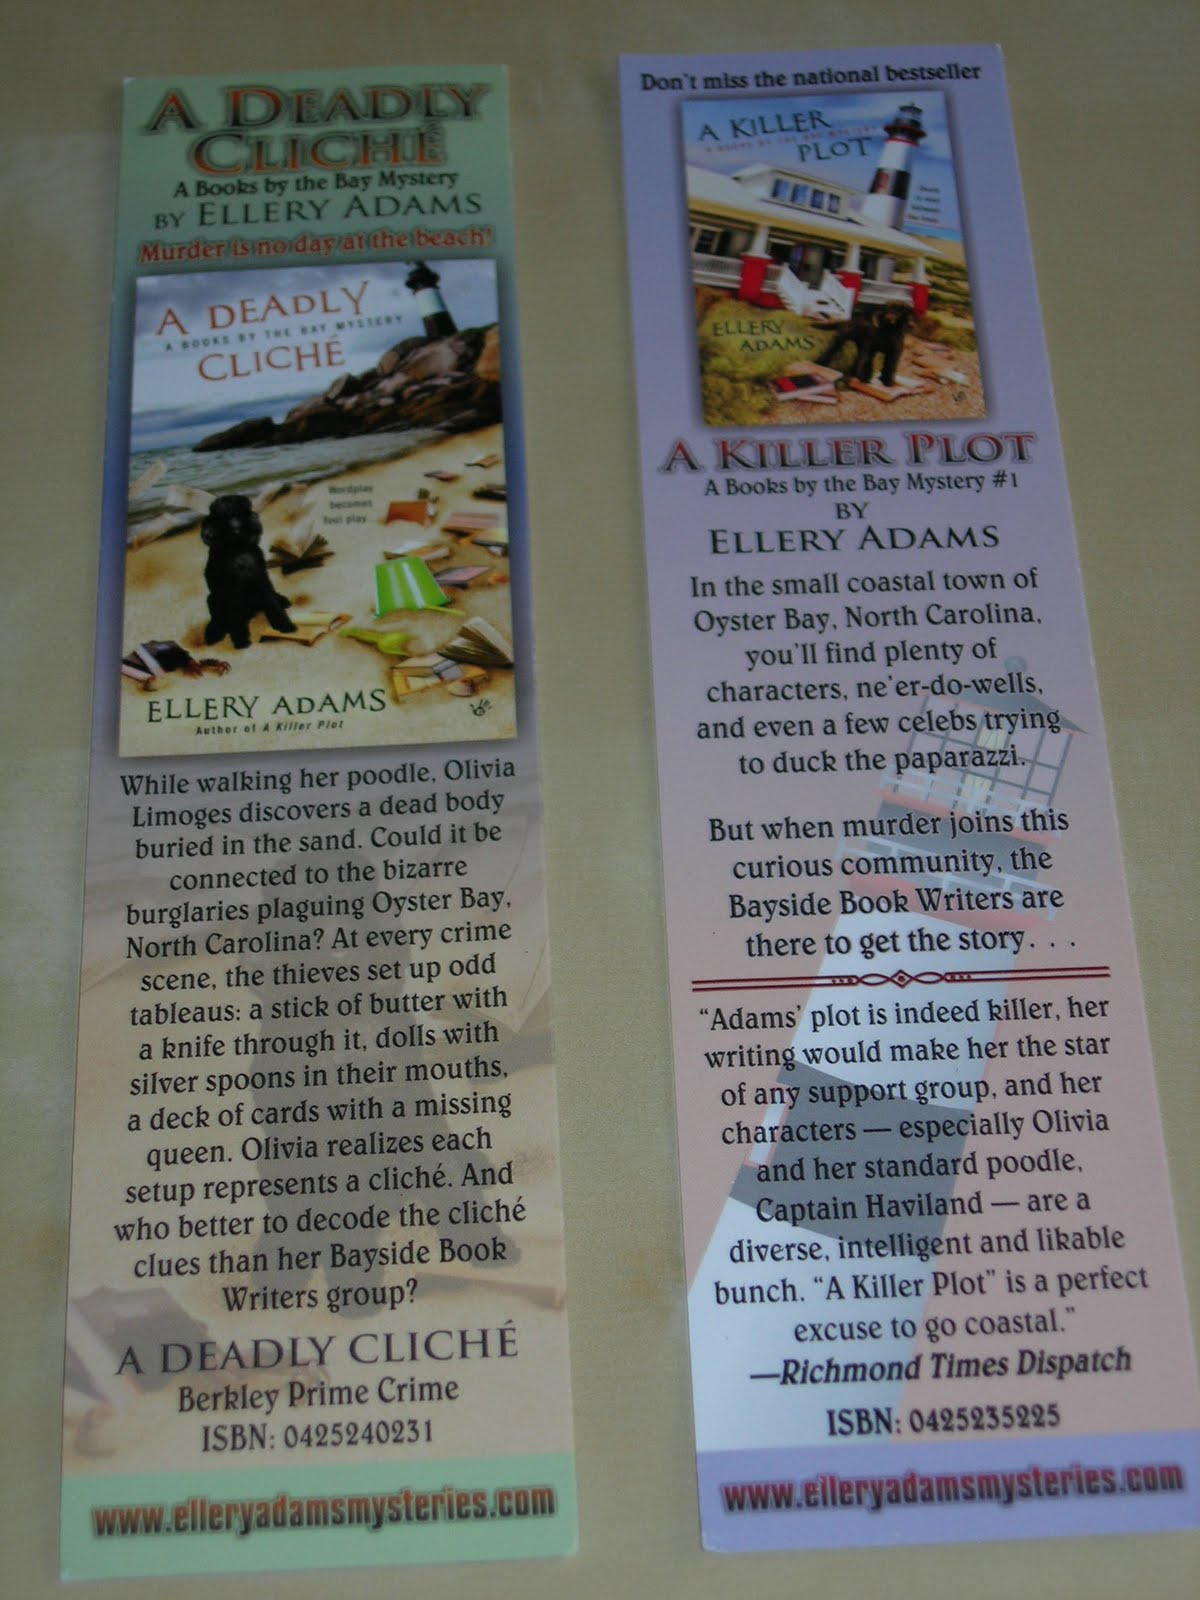 A DEADLY
CLICHÉ
A Books by the Bay Mystery
BY ELLERY ADAMS
Murder is no day at the beach!
A DEADLY
A BOOKS BY THE BAY MYSTERY
CLICHÉ
Wordplay
becomes
foul play.
ELLERY ADAMS
Author of A Killer Plot
While walking her poodle, Olivia
Limoges discovers a dead body
buried in the sand. Could it be
connected to the bizarre
burglaries plaguing Oyster Bay,
North Carolina? At every crime
scene, the thieves set up odd
tableaus: a stick of butter with
a knife through it, dolls with
silver spoons in their mouths,
a deck of cards with a missing
queen. Olivia realizes each
setup represents a cliché. And
who better to decode the cliché
clues than her Bayside Book
Writers group?
A DEADLY CLICHÉ
Berkley Prime Crime
ISBN: 0425240231
www.elleryadamsmysteries.com
Don't miss the national bestseller
A KILLER
A BOOKS BY THE BAY MYSTERY
PLOT
ELLERY
ADAMS
A KILLER PLOT
A Books by the Bay Mystery #1
BY
ELLERY ADAMS
In the small coastal town of
Oyster Bay, North Carolina,
you'll find plenty of
characters, ne'er-do-wells,
and even a few celebs trying
to duck the paparazzi.
But when murder joins this
curious community, the
Bayside Book Writers are
there to get the story. . .
“Adams’ plot is indeed killer, her
writing would make her the star
of any support group, and her
characters — especially Olivia
and her standard poodle,
Captain Haviland — are a
diverse, intelligent and likable
bunch. “A Killer Plot” is a perfect
excuse to go coastal.”
—Richmond Times Dispatch
ISBN: 0425235225
www.elleryadamsmysteries.com